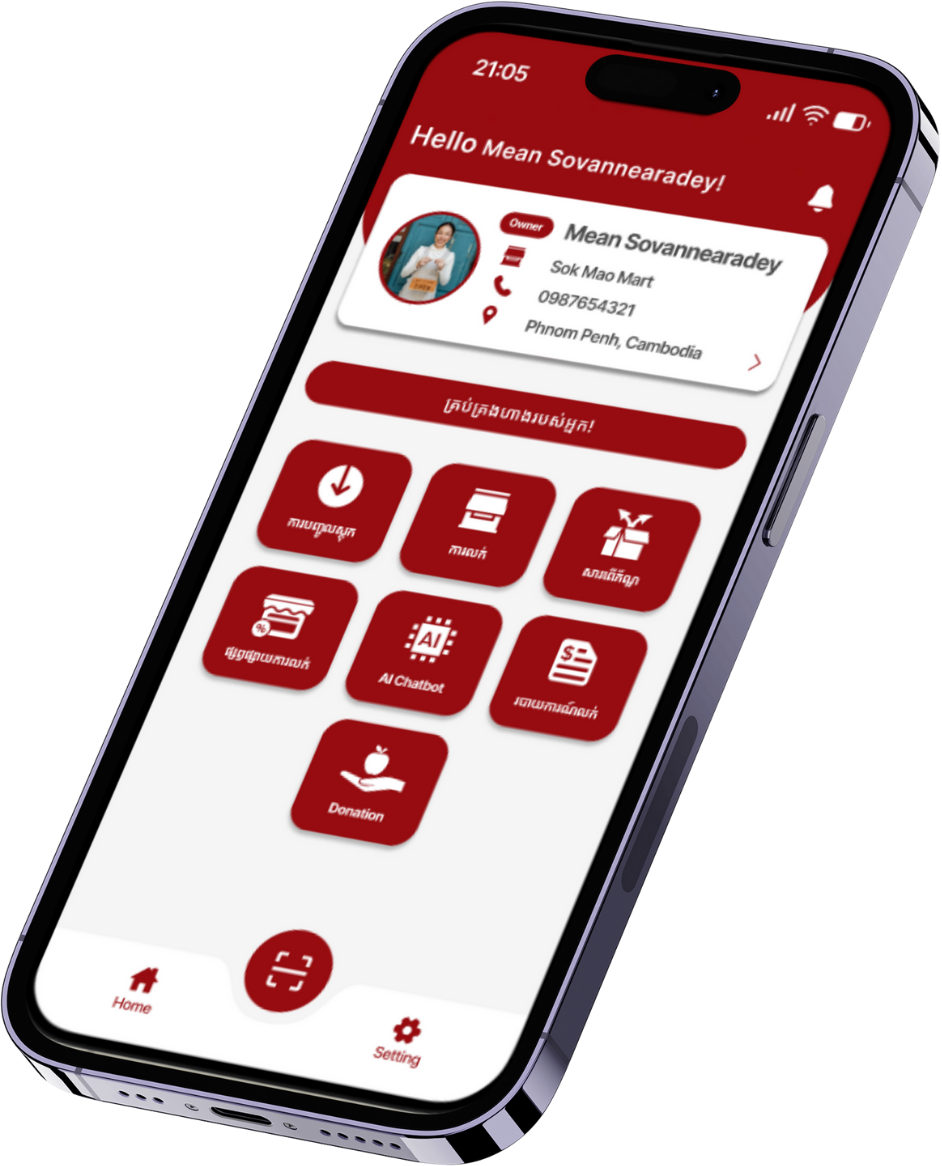 21:05
Hello Mean Sovannearadey!
Owner
Mean Sovannearadey
Sok Mao Mart
0987654321
Phnom Penh, Cambodia
គ្រប់គ្រងហាងរបស់អ្នក!
ការបញ្ចូលស្តុក
ការលក់
សារពើភ័ណ្ឌ
ផ្សព្វផ្សាយការលក់
AI
AI Chatbot
របាយការណ៍លក់
Donation
Home
Setting